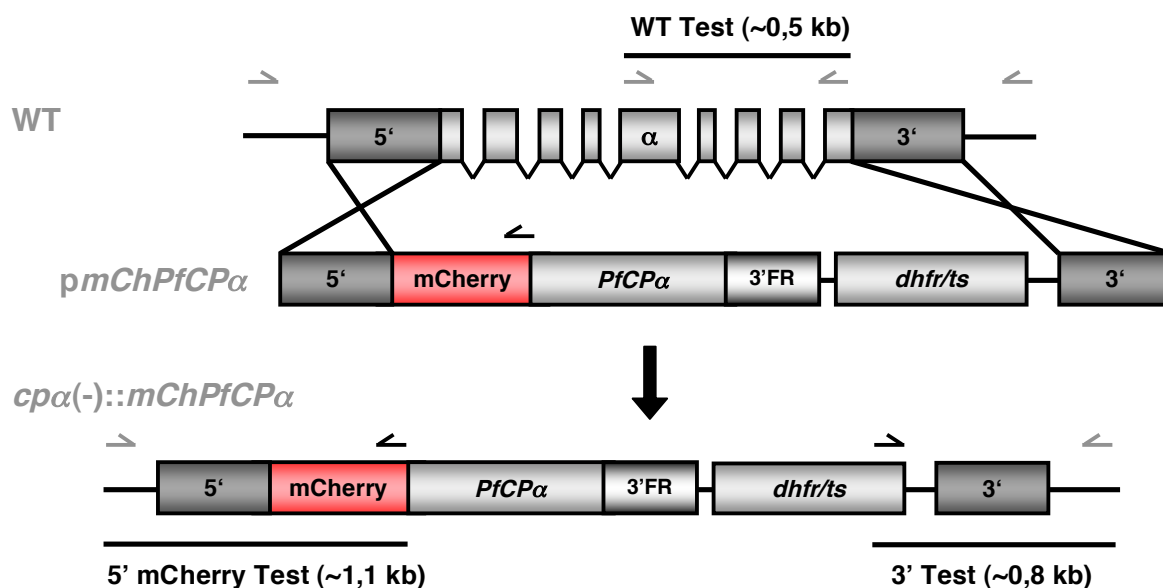 WT Test (~0,5 kb)
WT
5‘ α 3‘
pmChPfCPα
5‘ mCherry PfCPα 3’FR dhfr/ts 3‘
cpα(-)::mChPfCPα
5‘ mCherry PfCPα 3’FR dhfr/ts 3‘
5’ mCherry Test (~1,1 kb) 3’ Test (~0,8 kb)